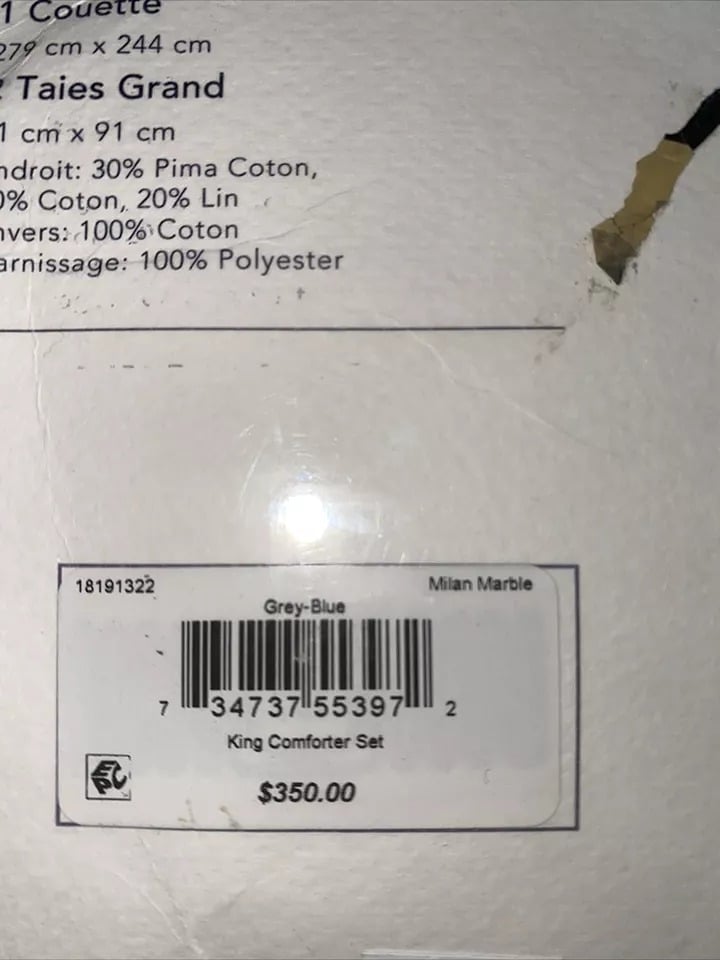 1 Couette
279 cm x 244 cm
2 Taies Grand
1 cm x 91 cm
ndroit: 30% Pima Coton,
0% Coton, 20% Lin
nvers: 100% Coton
arnissage: 100% Polyester
18191322
Milan Marble
Grey-Blue
7 34737 55397 2
King Comforter Set
EPC
$350.00